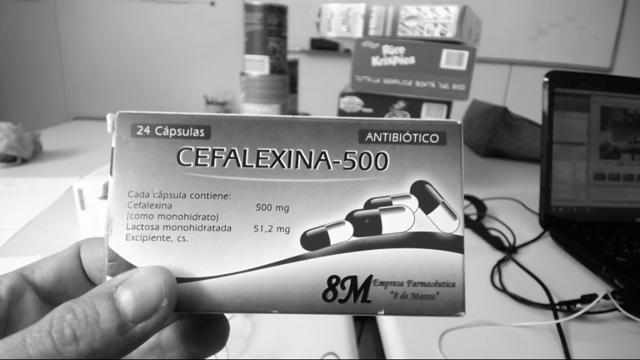 24 Cápsulas
ANTIBIÓTICO
CEFALEXINA-500
Cada cápsula contiene:
Cefalexina 500 mg
(como monohidrato)
Lactosa monohidratada 51,2 mg
Excipiente, cs.
8M Empresa Farmacéutica
"8 de Marzo"
Rice
Krispies